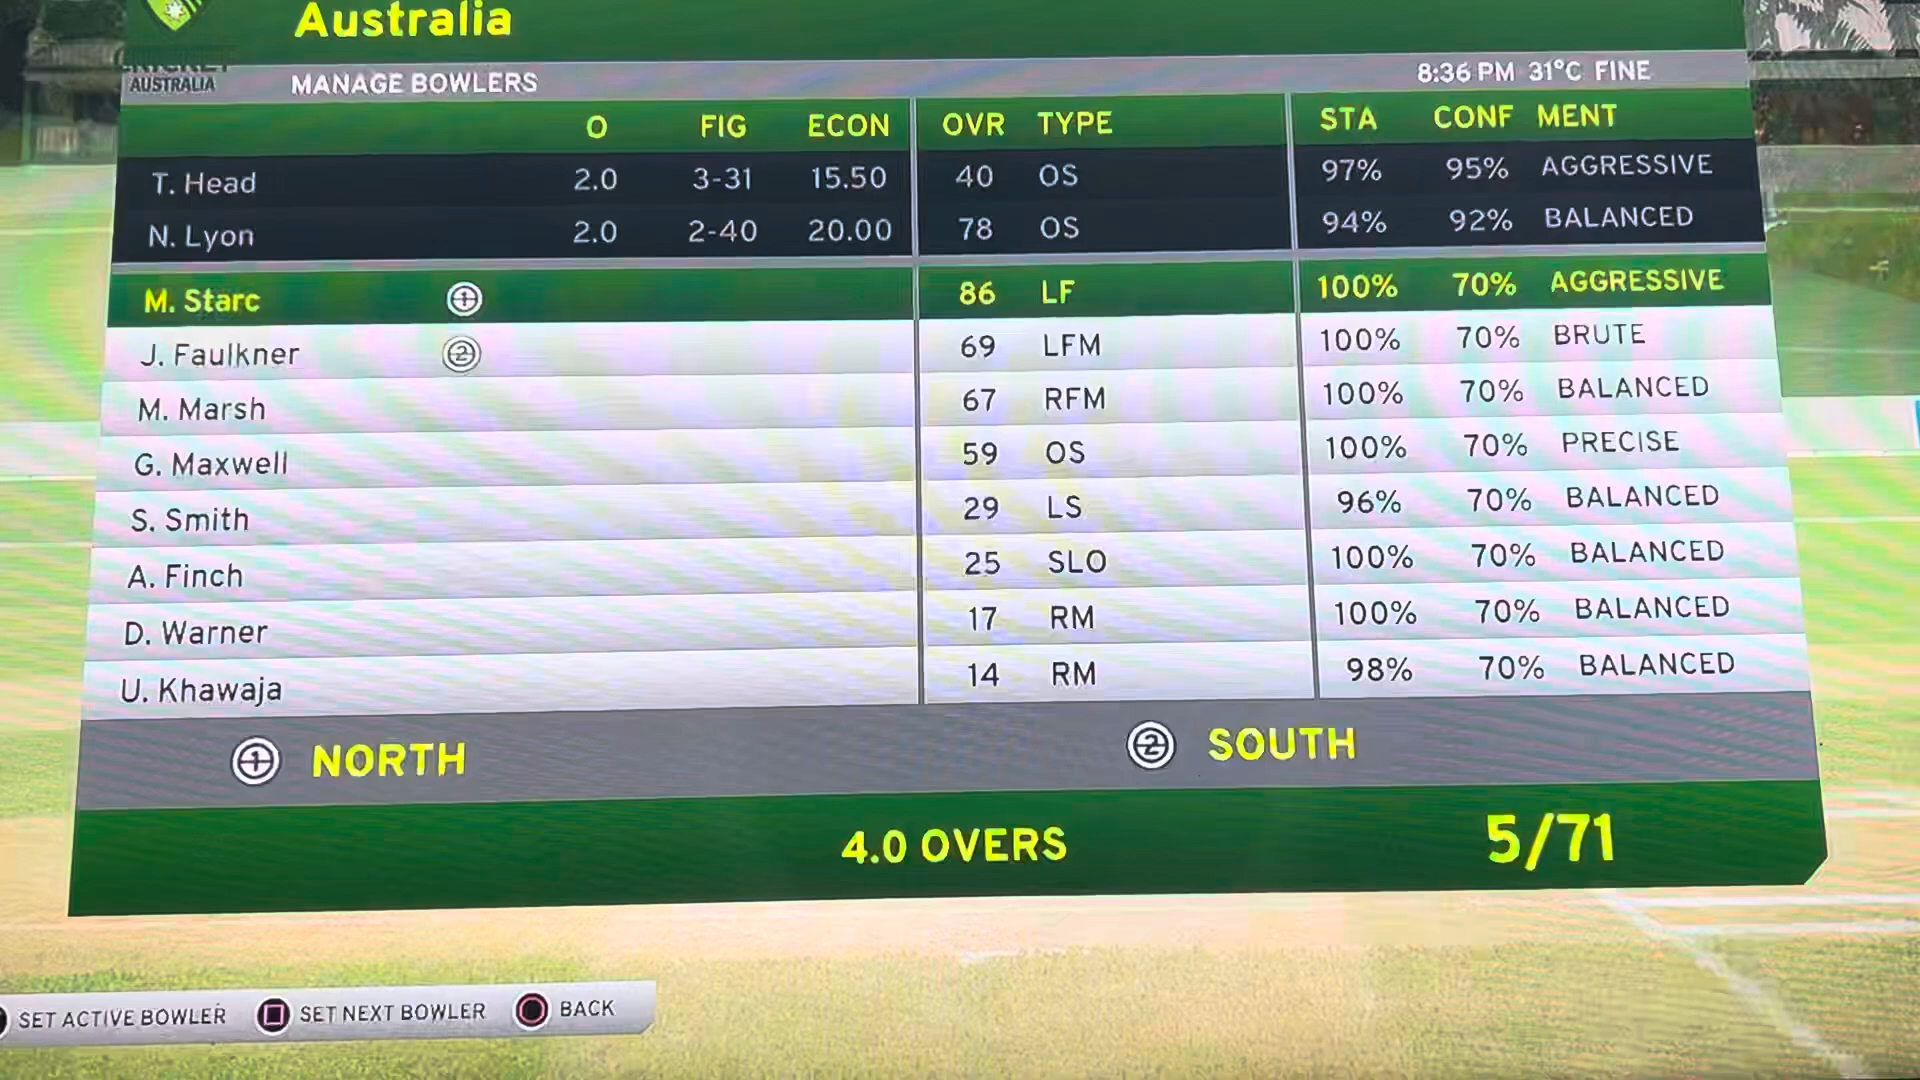 Australia
AUSTRALIA
MANAGE BOWLERS 8:36 PM 31°C FINE
O FIG ECON OVR TYPE STA CONF MENT
T. Head 2.0 3-31 15.50 40 OS 97% 95% AGGRESSIVE
N. Lyon 2.0 2-40 20.00 78 OS 94% 92% BALANCED
M. Starc 1 86 LF 100% 70% AGGRESSIVE
J. Faulkner 2 69 LFM 100% 70% BRUTE
M. Marsh 67 RFM 100% 70% BALANCED
G. Maxwell 59 OS 100% 70% PRECISE
S. Smith 29 LS 96% 70% BALANCED
A. Finch 25 SLO 100% 70% BALANCED
D. Warner 17 RM 100% 70% BALANCED
U. Khawaja 14 RM 98% 70% BALANCED
1 NORTH 2 SOUTH
4.0 OVERS 5/71
SET ACTIVE BOWLER SET NEXT BOWLER BACK